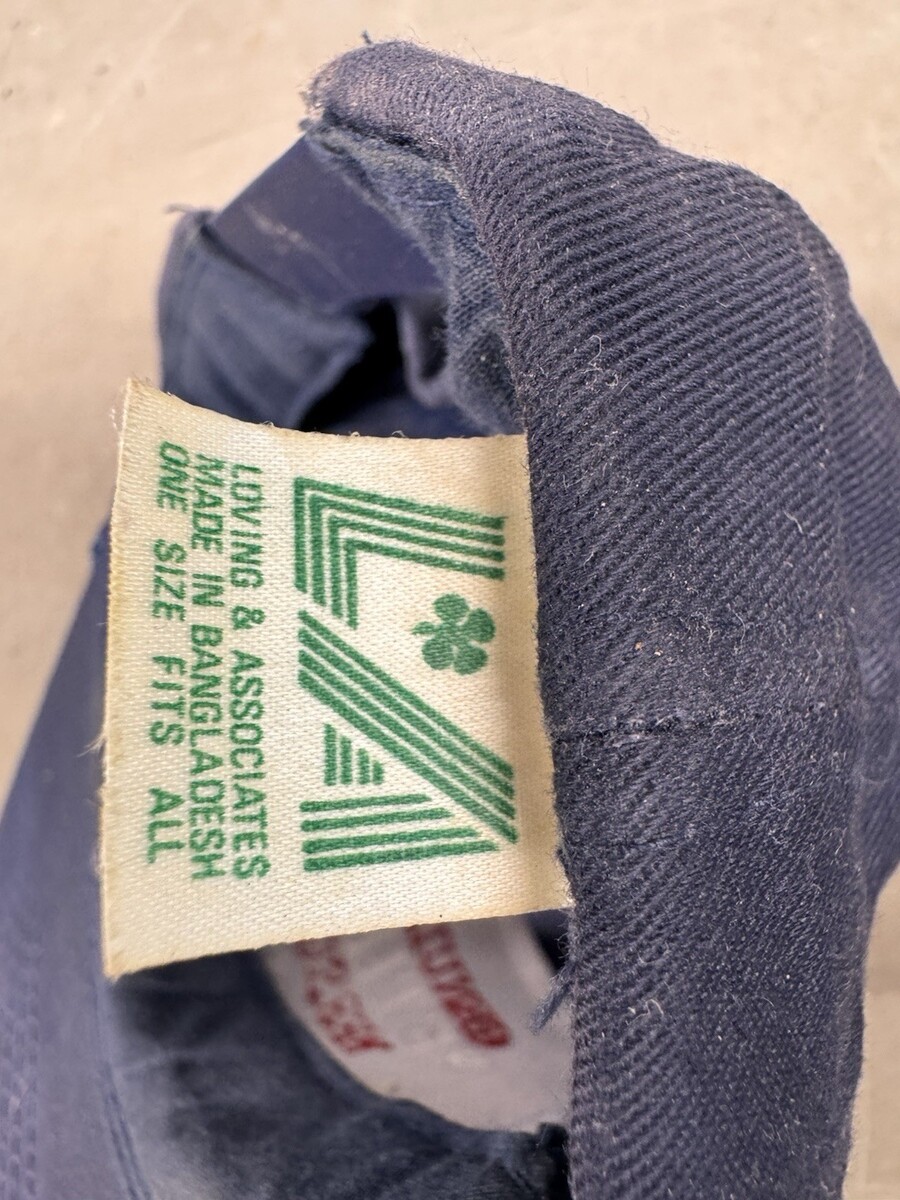 LOVING & ASSOCIATES
MADE IN BANGLADESH
ONE SIZE FITS ALL